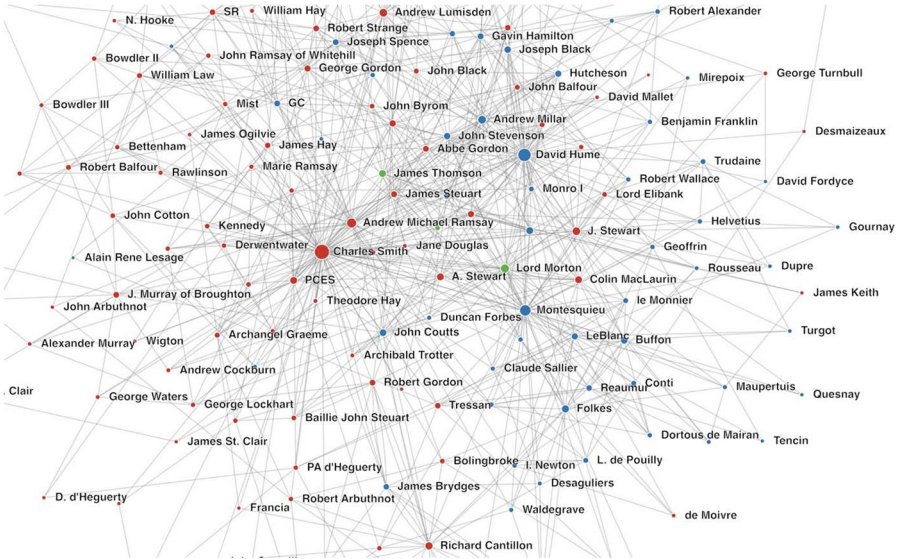 SR
William Hay
Andrew Lumisden
Robert Alexander
N. Hooke
Robert Strange
Gavin Hamilton
Joseph Spence
Joseph Black
Bowdler II
John Ramsay of Whitehill
William Law
George Gordon
John Black
Hutcheson
Mirepoix
George Turnbull
John Balfour
David Mallet
Bowdler III
Mist
GC
John Byrom
Andrew Millar
Benjamin Franklin
James Ogilvie
John Stevenson
Desmaizeaux
Bettenham
James Hay
Abbé Gordon
David Hume
Trudaine
Robert Balfour
Rawlinson
Marie Ramsay
James Thomson
Robert Wallace
David Fordyce
James Steuart
Monro I
Lord Elibank
John Cotton
Kennedy
Andrew Michael Ramsay
J. Stewart
Helvetius
Gournay
Derwentwater
Charles Smith
Jane Douglas
Geoffrin
Alain Rene Lesage
Lord Morton
Rousseau
Dupre
PCES
A. Stewart
Colin MacLaurin
J. Murray of Broughton
James Keith
John Arbuthnot
Theodore Hay
le Monnier
Duncan Forbes
Montesquieu
Alexander Murray
Wigton
Archangel Graeme
John Coutts
LeBlanc
Buffon
Turgot
Archibald Trotter
Andrew Cockburn
Claude Sallier
. Clair
Robert Gordon
Reaumur
Conti
Maupertuis
Quesnay
George Waters
George Lockhart
Tressan
Folkes
Baillie John Steuart
James St. Clair
Dortous de Mairan
Tencin
PA d'Heguerty
Bolingbroke
I. Newton
L. de Pouilly
James Brydges
Desaguliers
D. d'Heguerty
Robert Arbuthnot
Francia
Waldegrave
de Moivre
Richard Cantillon